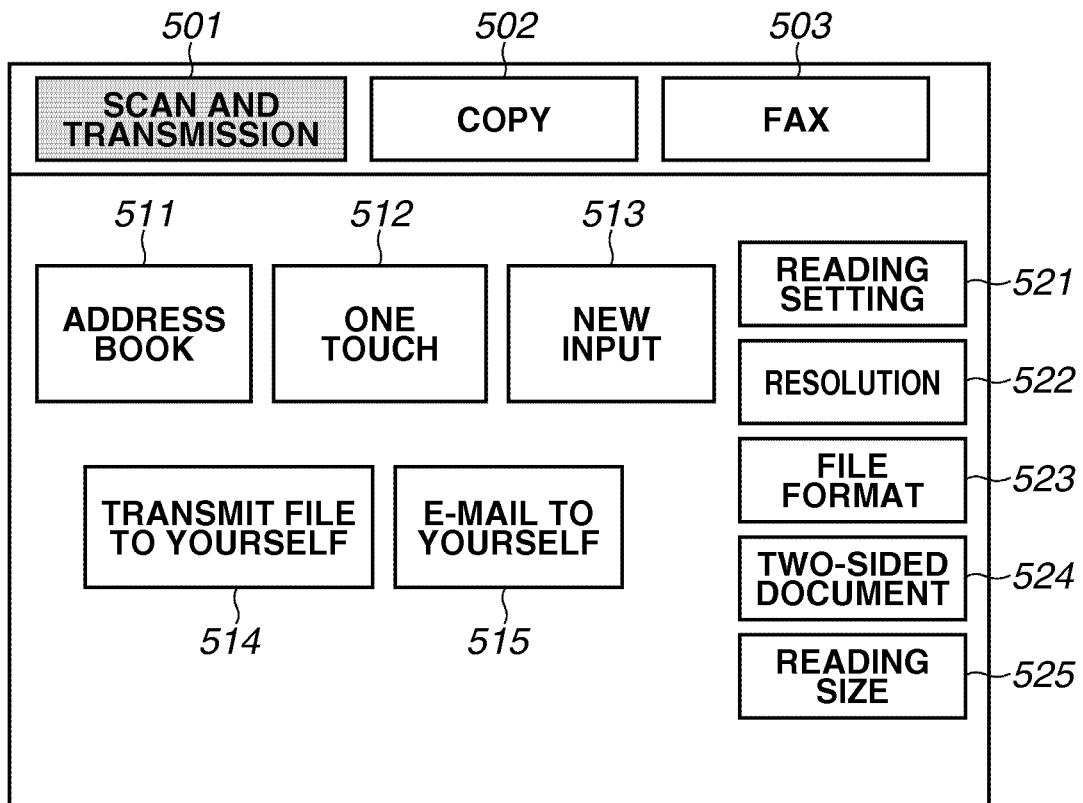 501 502 503
SCAN AND
TRANSMISSION
COPY
FAX
511 512 513
ADDRESS
BOOK
ONE
TOUCH
NEW
INPUT
READING
SETTING
521
RESOLUTION
522
FILE
FORMAT
523
TWO-SIDED
DOCUMENT
524
READING
SIZE
525
TRANSMIT FILE
TO YOURSELF
E-MAIL TO
YOURSELF
514 515